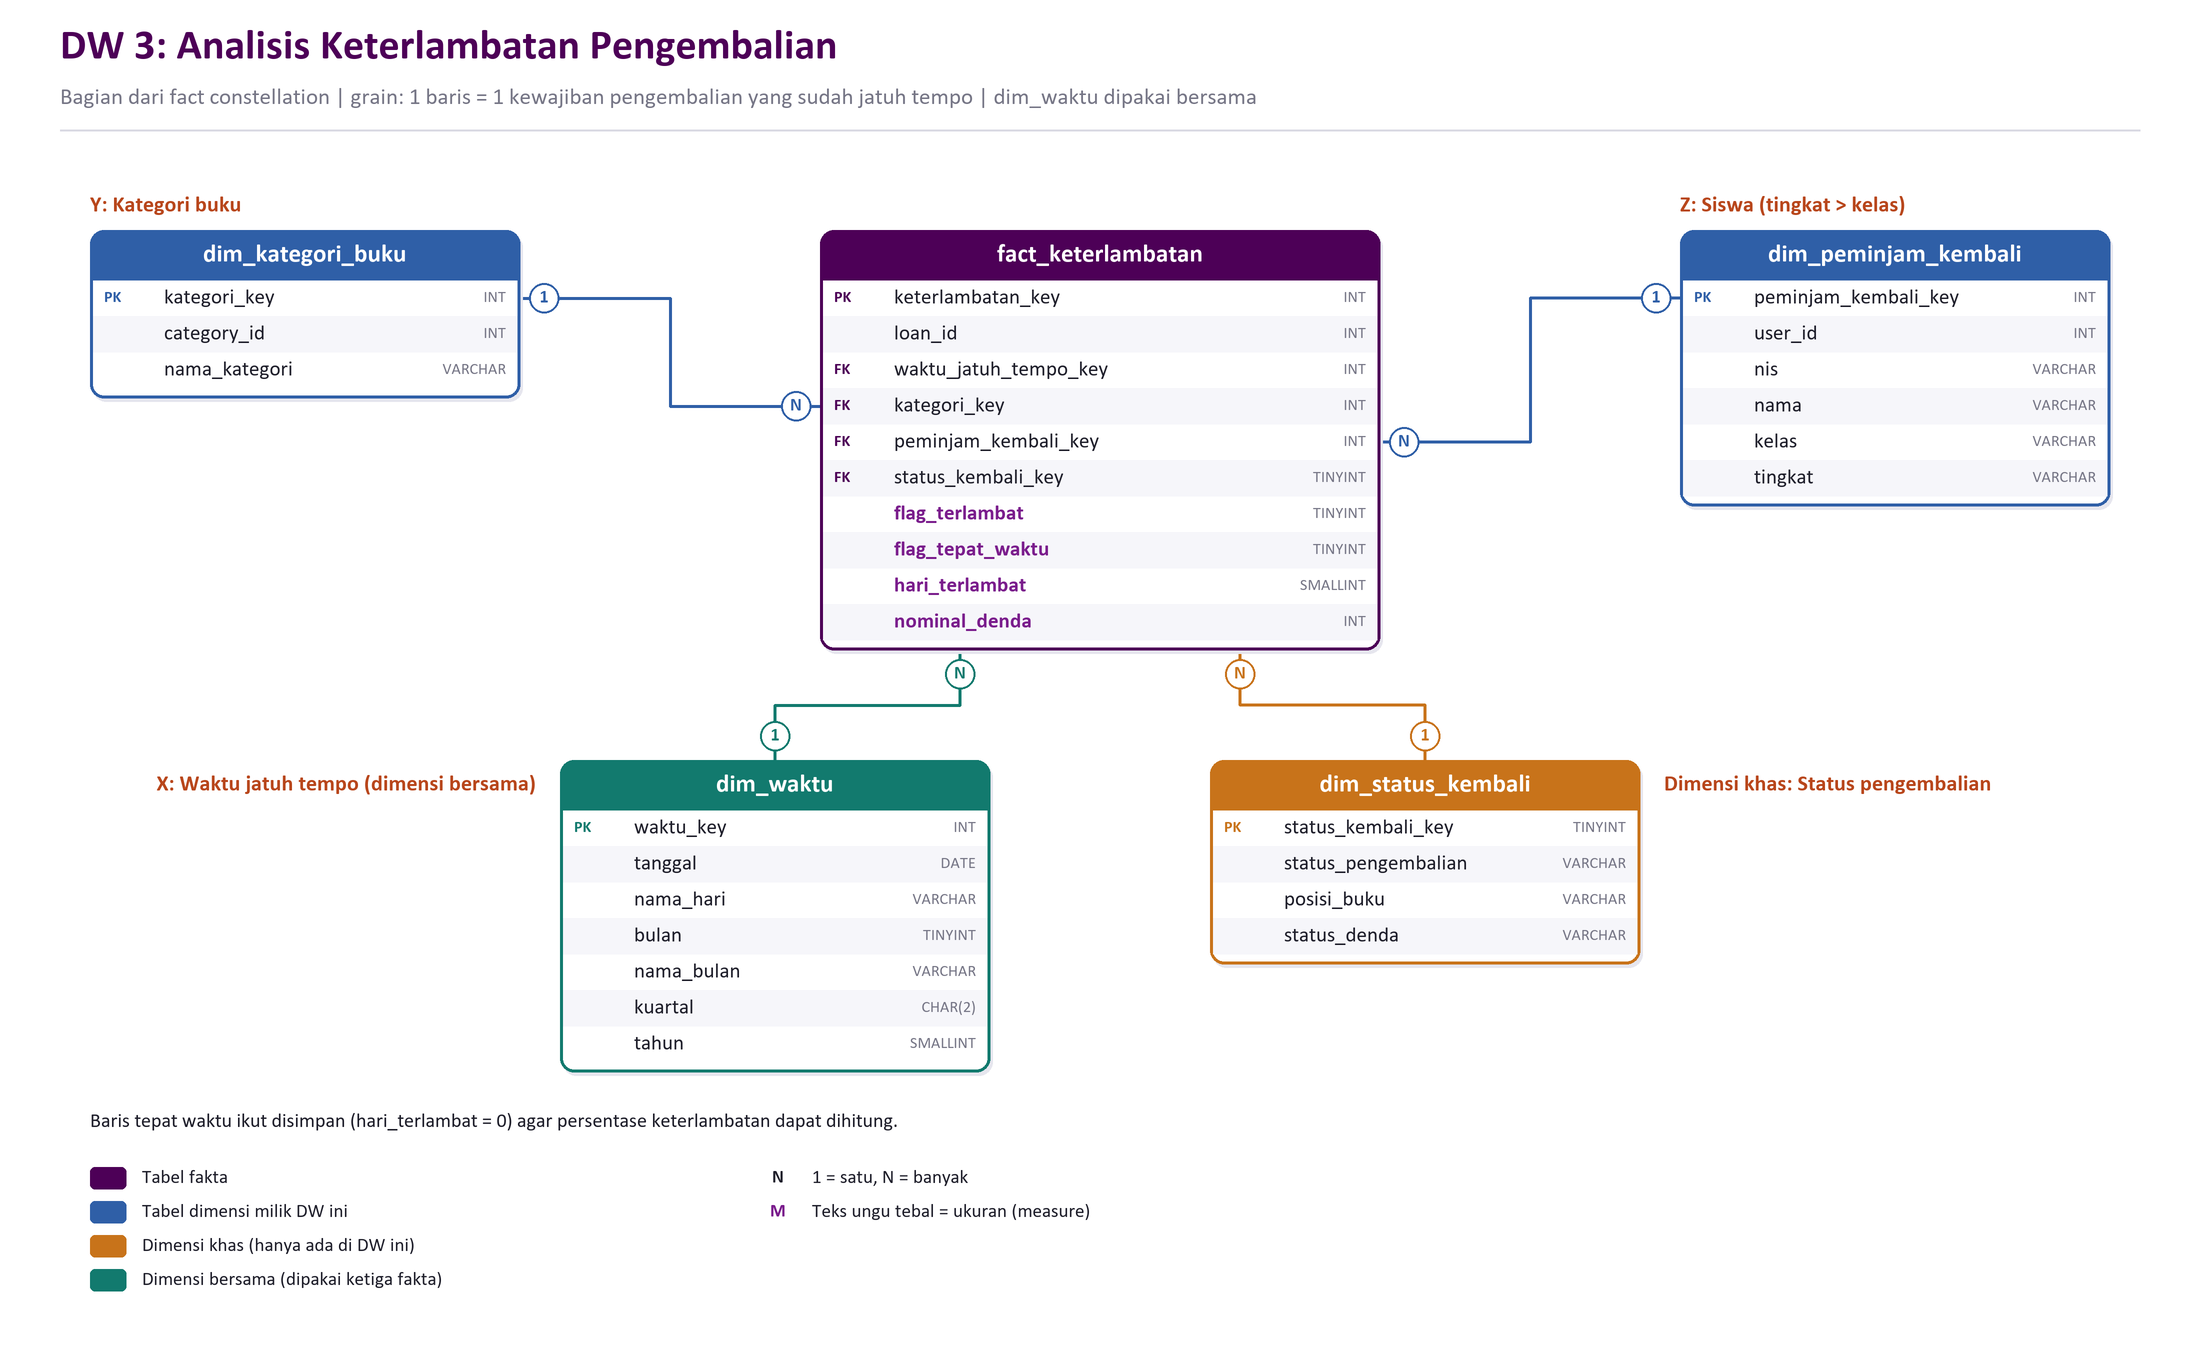 DW 3: Analisis Keterlambatan Pengembalian
Bagian dari fact constellation | grain: 1 baris = 1 kewajiban pengembalian yang sudah jatuh tempo | dim_waktu dipakai bersama
Y: Kategori buku
dim_kategori_buku
PK kategori_key INT
category_id INT
nama_kategori VARCHAR
1
N
fact_keterlambatan
PK keterlambatan_key INT
loan_id INT
FK waktu_jatuh_tempo_key INT
FK kategori_key INT
FK peminjam_kembali_key INT
FK status_kembali_key TINYINT
flag_terlambat TINYINT
flag_tepat_waktu TINYINT
hari_terlambat SMALLINT
nominal_denda INT
Z: Siswa (tingkat > kelas)
dim_peminjam_kembali
PK peminjam_kembali_key INT
user_id INT
nis VARCHAR
nama VARCHAR
kelas VARCHAR
tingkat VARCHAR
1
N
N
1
N
1
X: Waktu jatuh tempo (dimensi bersama)
dim_waktu
PK waktu_key INT
tanggal DATE
nama_hari VARCHAR
bulan TINYINT
nama_bulan VARCHAR
kuartal CHAR(2)
tahun SMALLINT
dim_status_kembali
PK status_kembali_key TINYINT
status_pengembalian VARCHAR
posisi_buku VARCHAR
status_denda VARCHAR
Dimensi khas: Status pengembalian
Baris tepat waktu ikut disimpan (hari_terlambat = 0) agar persentase keterlambatan dapat dihitung.
Tabel fakta
Tabel dimensi milik DW ini
Dimensi khas (hanya ada di DW ini)
Dimensi bersama (dipakai ketiga fakta)
N 1 = satu, N = banyak
M Teks ungu tebal = ukuran (measure)